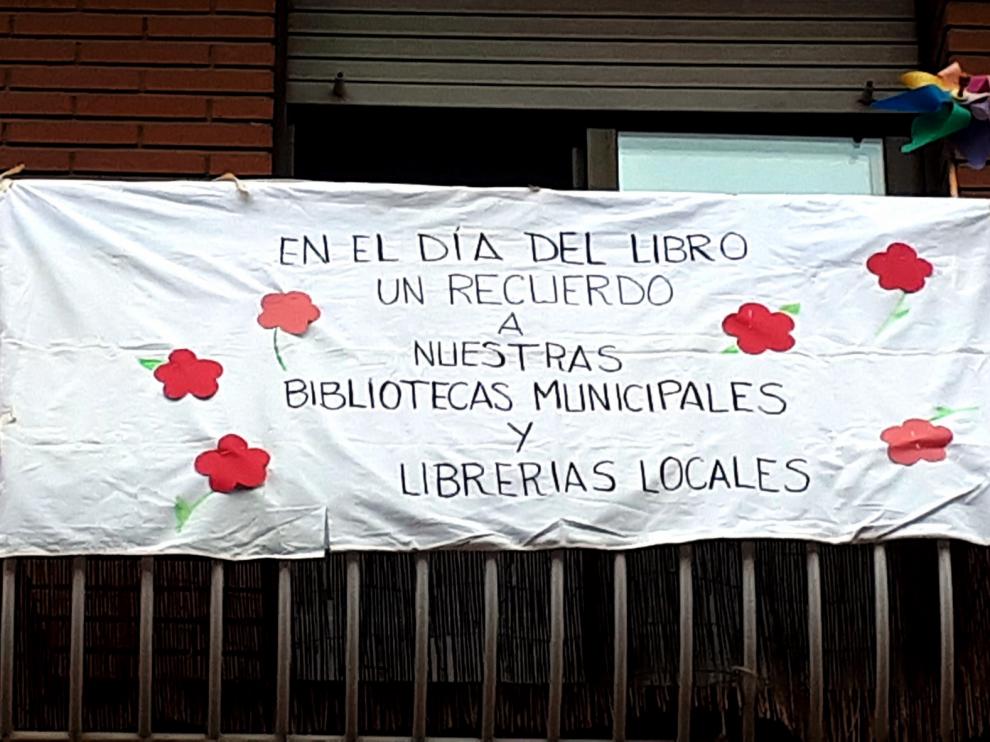 EN EL DÍA DEL LIBRO
UN RECUERDO
A
NUESTRAS
BIBLIOTECAS MUNICIPALES
Y
LIBRERIAS LOCALES